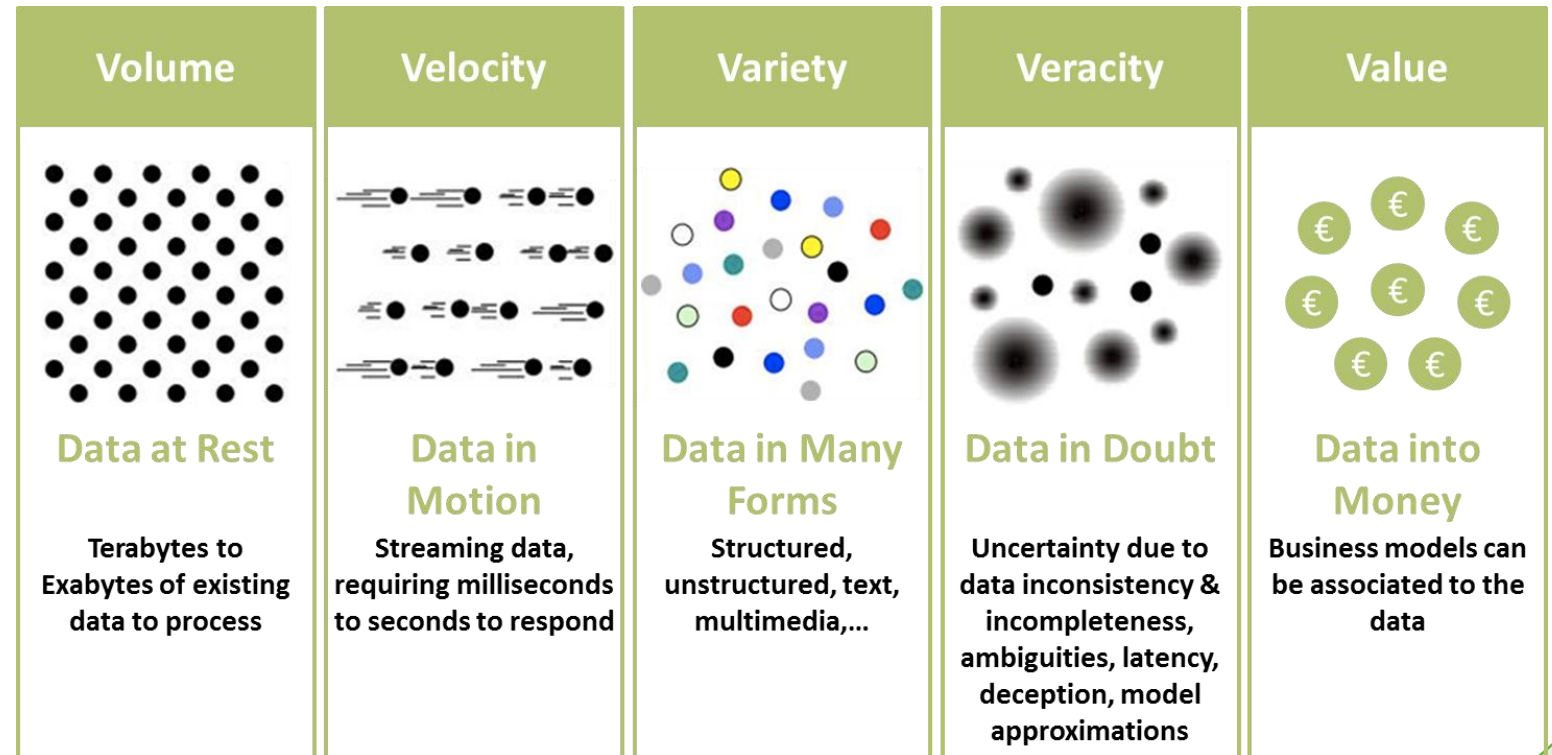 Volume
Velocity
Variety
Veracity
Value
€
€
€
€
€
€
€
€
Data at Rest
Terabytes to
Exabytes of existing
data to process
Data in
Motion
Streaming data,
requiring milliseconds
to seconds to respond
Data in Many
Forms
Structured,
unstructured, text,
multimedia,...
Data in Doubt
Uncertainty due to
data inconsistency &
incompleteness,
ambiguities, latency,
deception, model
approximations
Data into
Money
Business models can
be associated to the
data